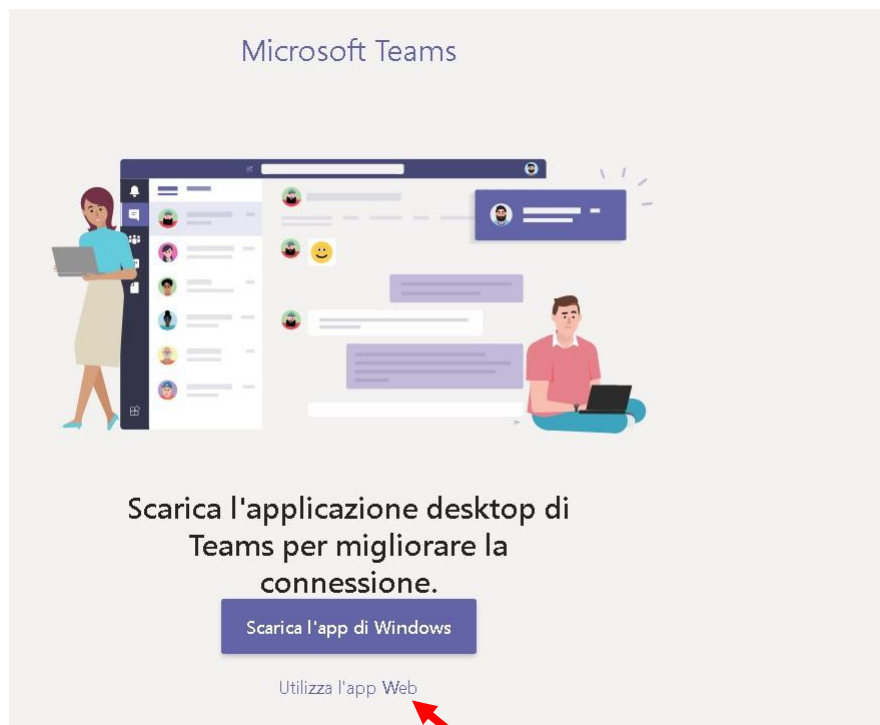 Microsoft Teams
Scarica l'applicazione desktop di
Teams per migliorare la
connessione.
Scarica l'app di Windows
Utilizza l'app Web